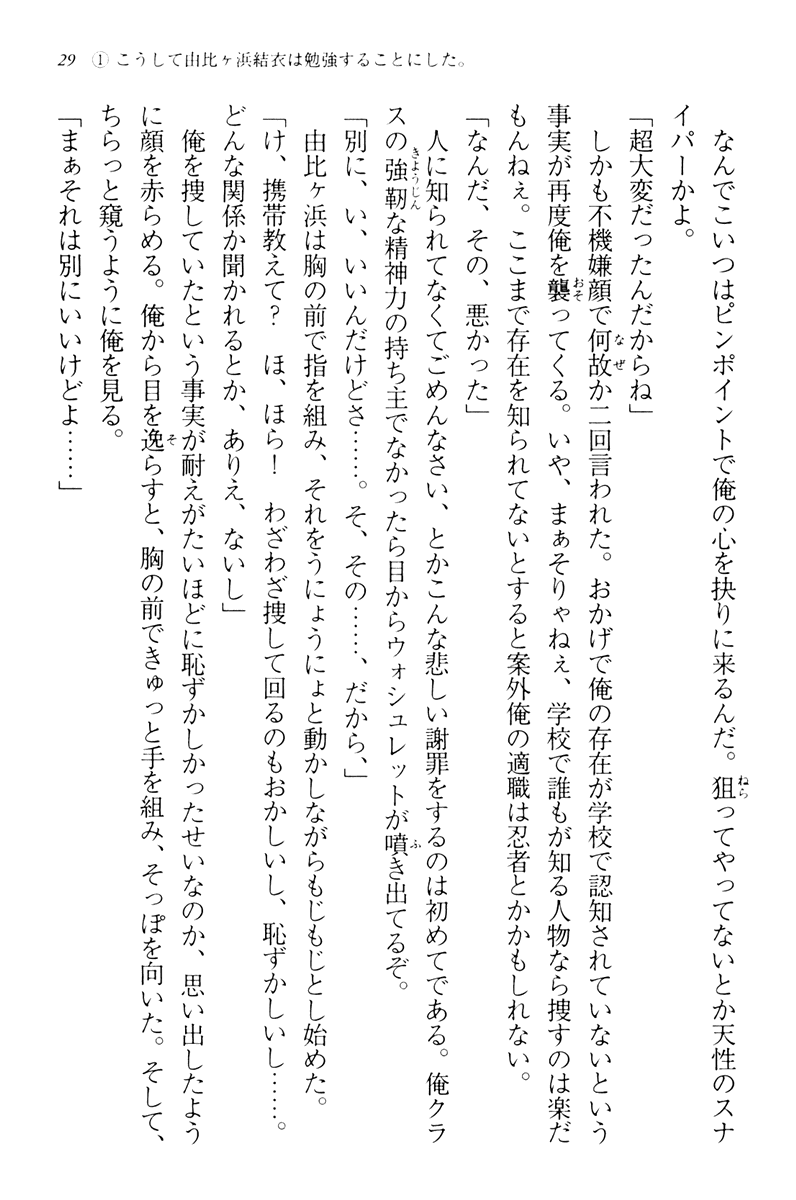 29 ① こうして由比ヶ浜結衣は勉強することにした。
なんでこいつはピンポイントで俺の心を抉りに来るんだ。狙ってやってないとか天性のスナ
イパーかよ。
「超大変だったんだからね」
しかも不機嫌顔で何故か二回言われた。おかげで俺の存在が学校で認知されていないという
事実が再度俺を襲ってくる。いや、まぁそりゃねぇ、学校で誰もが知る人物なら捜すのは楽だ
もんねぇ。ここまで存在を知られてないとすると案外俺の適職は忍者とかかもしれない。
「なんだ、その、悪かった」
人に知られてなくてごめんなさい、とかこんな悲しい謝罪をするのは初めてである。俺クラ
スの強靭な精神力の持ち主でなかったら目からウォシュレットが噴き出てるぞ。
「別に、い、いいんだけどさ……。そ、その……、だから、」
由比ヶ浜は胸の前で指を組み、それをうにょうにょと動かしながらもじもじとし始めた。
「け、携帯教えて？　ほ、ほら！　わざわざ捜して回るのもおかしいし、恥ずかしいし……。
どんな関係か聞かれるとか、ありえ、ないし」
俺を捜していたという事実が耐えがたいほどに恥ずかしかったせいなのか、思い出したよう
に顔を赤らめる。俺から目を逸らすと、胸の前できゅっと手を組み、そっぽを向いた。そして、
ちらっと窺うように俺を見る。
「まぁそれは別にいいけどよ……」